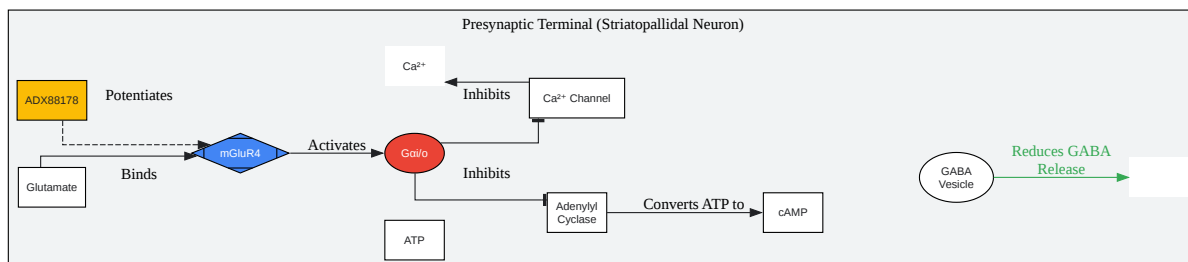 Presynaptic Terminal (Striatopallidal Neuron)
Ca²⁺
ADX88178
Potentiates
Inhibits
Ca²⁺ Channel
mGluR4
Activates
Gαi/o
Glutamate
Binds
Inhibits
GABA
Vesicle
Reduces GABA
Release
Adenylyl
Cyclase
Converts ATP to
cAMP
ATP